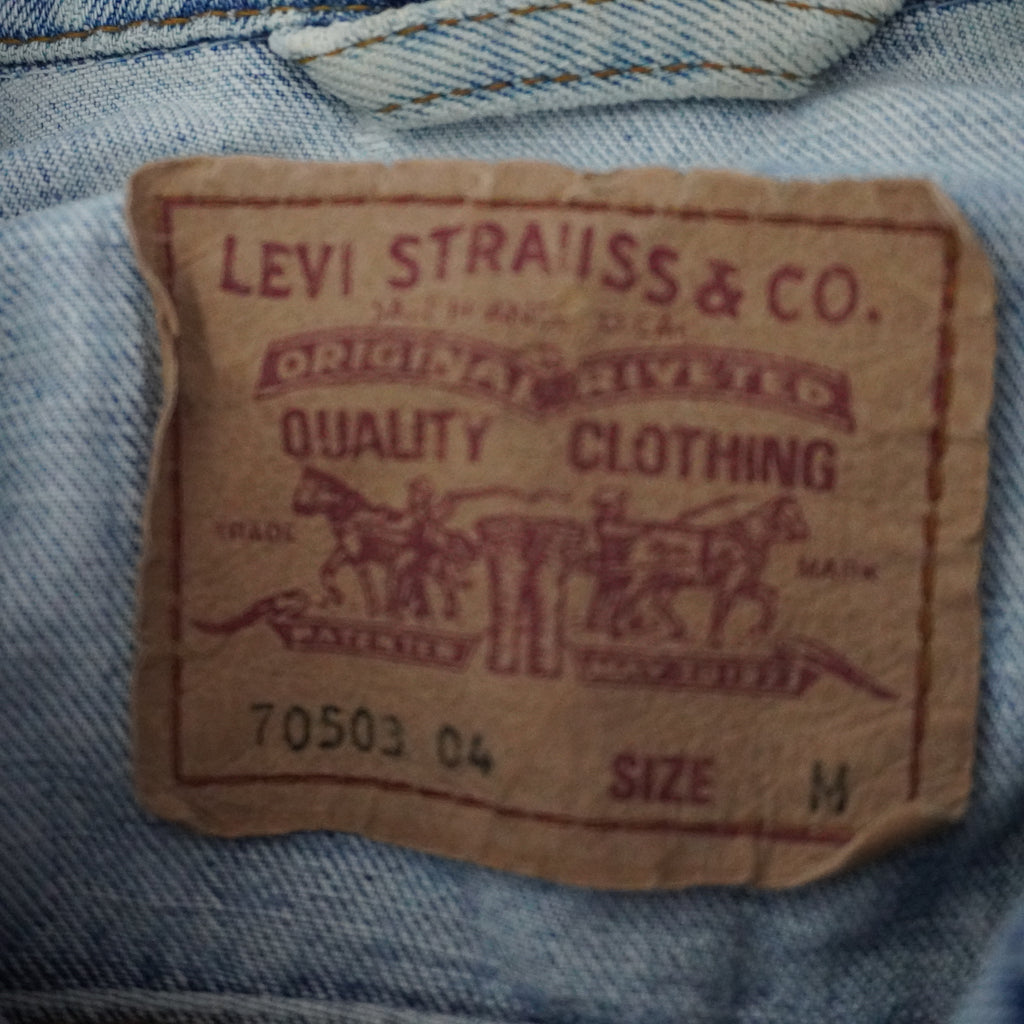 LEVI STRAUSS & CO.
ORIGINAL RIVETED
QUALITY CLOTHING
TRADE MARK
70503 04
SIZE M